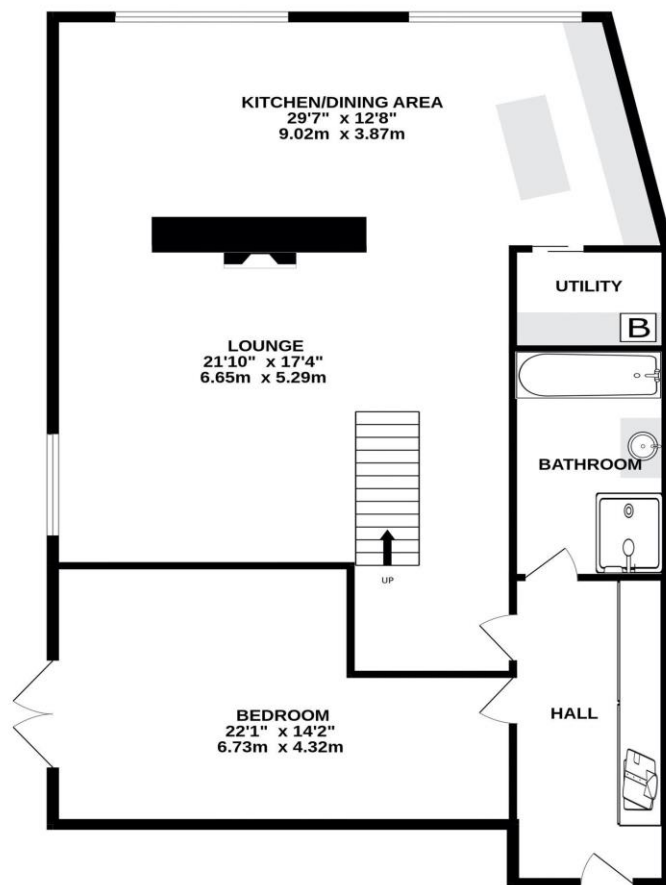 KITCHEN/DINING AREA
29'7" x 12'8"
9.02m x 3.87m
UTILITY
B
LOUNGE
21'10" x 17'4"
6.65m x 5.29m
BATHROOM
UP
HALL
BEDROOM
22'1" x 14'2"
6.73m x 4.32m